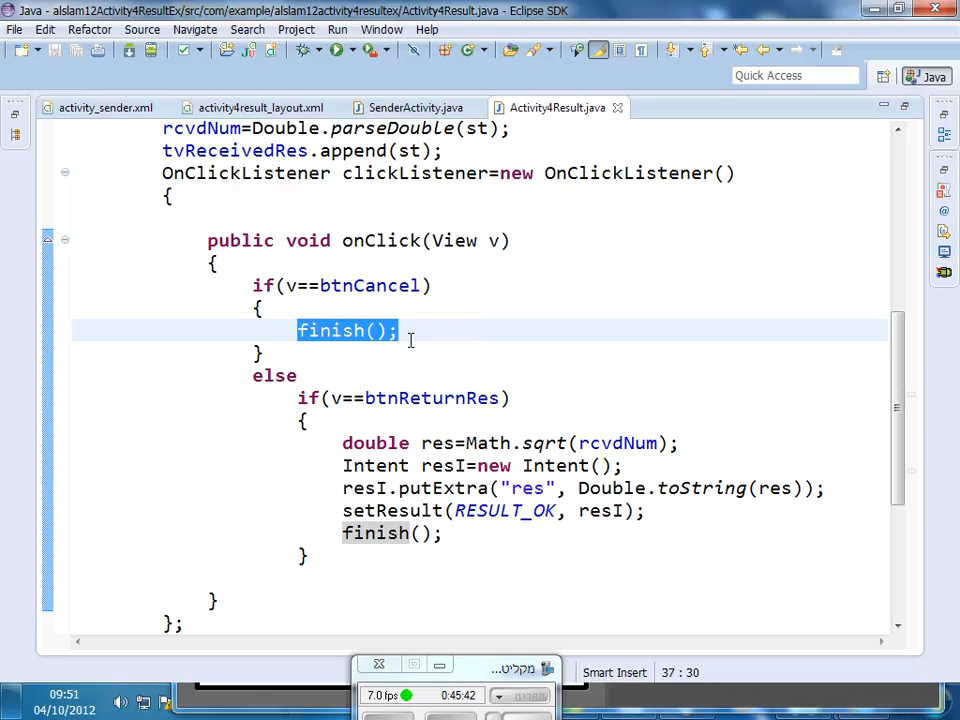 Java - alslam12Activity4ResultEx/src/com/example/alslam12activity4resultex/Activity4Result.java - Eclipse SDK
File Edit Refactor Source Navigate Search Project Run Window Help
Quick Access
Java
activity_sender.xml activity4result_layout.xml SenderActivity.java Activity4Result.java
rcvdNum=Double.parseDouble(st);
tvReceivedRes.append(st);
OnClickListener clickListener=new OnClickListener()
{
public void onClick(View v)
{
if(v==btnCancel)
{
finish();
}
else
if(v==btnReturnRes)
{
double res=Math.sqrt(rcvdNum);
Intent resI=new Intent();
resI.putExtra("res", Double.toString(res));
setResult(RESULT_OK, resI);
finish();
}
}
};
Smart Insert 37 : 30
מקליט...
7.0 fps 0:45:42
09:51
04/10/2012